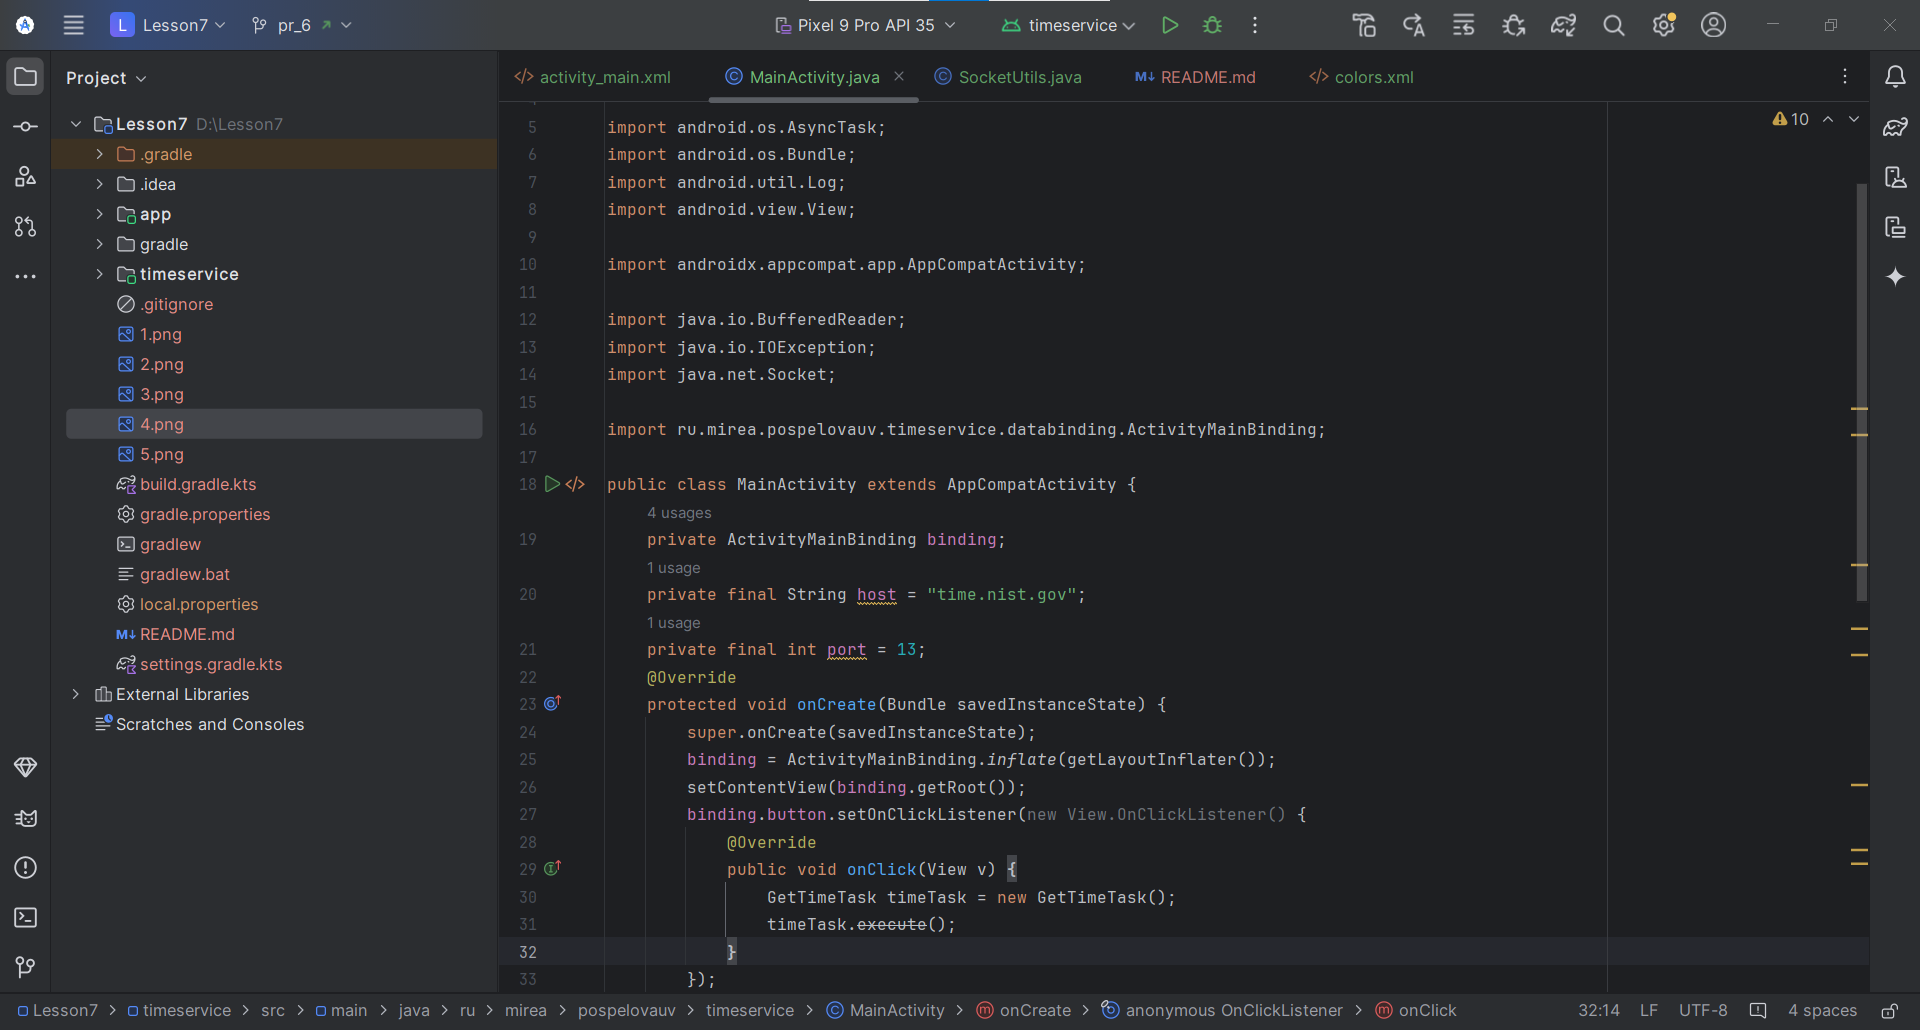 L Lesson7 pr_6 Pixel 9 Pro API 35 timeservice
Project
Lesson7 D:\Lesson7
.gradle
.idea
app
gradle
timeservice
.gitignore
1.png
2.png
3.png
4.png
5.png
build.gradle.kts
gradle.properties
gradlew
gradlew.bat
local.properties
M↓ README.md
settings.gradle.kts
External Libraries
Scratches and Consoles
</> activity_main.xml C MainActivity.java C SocketUtils.java M↓ README.md </> colors.xml
10
5 import android.os.AsyncTask;
6 import android.os.Bundle;
7 import android.util.Log;
8 import android.view.View;
9
10 import androidx.appcompat.app.AppCompatActivity;
11
12 import java.io.BufferedReader;
13 import java.io.IOException;
14 import java.net.Socket;
15
16 import ru.mirea.pospelovauv.timeservice.databinding.ActivityMainBinding;
17
18 </> public class MainActivity extends AppCompatActivity {
4 usages
19 private ActivityMainBinding binding;
1 usage
20 private final String host = "time.nist.gov";
1 usage
21 private final int port = 13;
22 @Override
23 protected void onCreate(Bundle savedInstanceState) {
24 super.onCreate(savedInstanceState);
25 binding = ActivityMainBinding.inflate(getLayoutInflater());
26 setContentView(binding.getRoot());
27 binding.button.setOnClickListener(new View.OnClickListener() {
28 @Override
29 public void onClick(View v) {
30 GetTimeTask timeTask = new GetTimeTask();
31 timeTask.execute();
32 }
33 });
Lesson7 > timeservice > src > main > java > ru > mirea > pospelovauv > timeservice > C MainActivity > m onCreate > anonymous OnClickListener > m onClick 32:14 LF UTF-8 4 spaces